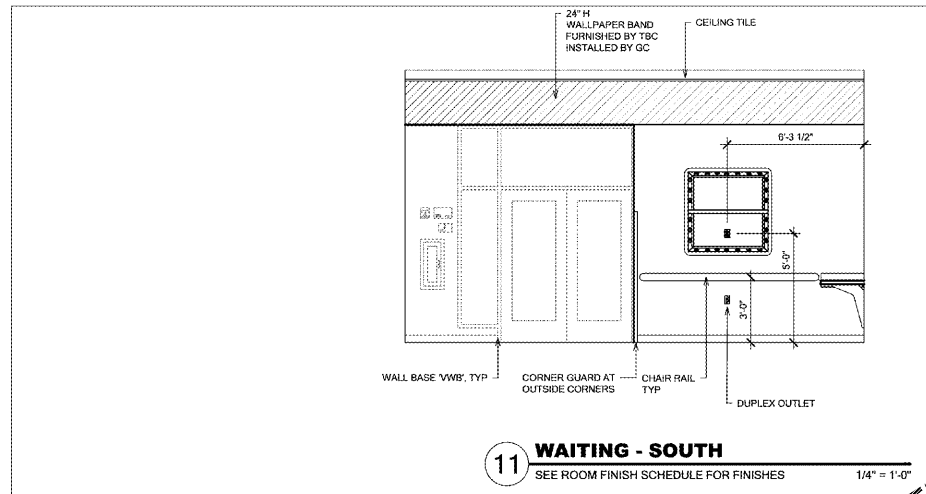 24" H
WALLPAPER BAND
FURNISHED BY TBC
INSTALLED BY GC
CEILING TILE
6'-3 1/2"
5'-0"
3'-0"
WALL BASE 'VWB', TYP
CORNER GUARD AT
OUTSIDE CORNERS
CHAIR RAIL
TYP
DUPLEX OUTLET
11
WAITING - SOUTH
SEE ROOM FINISH SCHEDULE FOR FINISHES
1/4" = 1'-0"